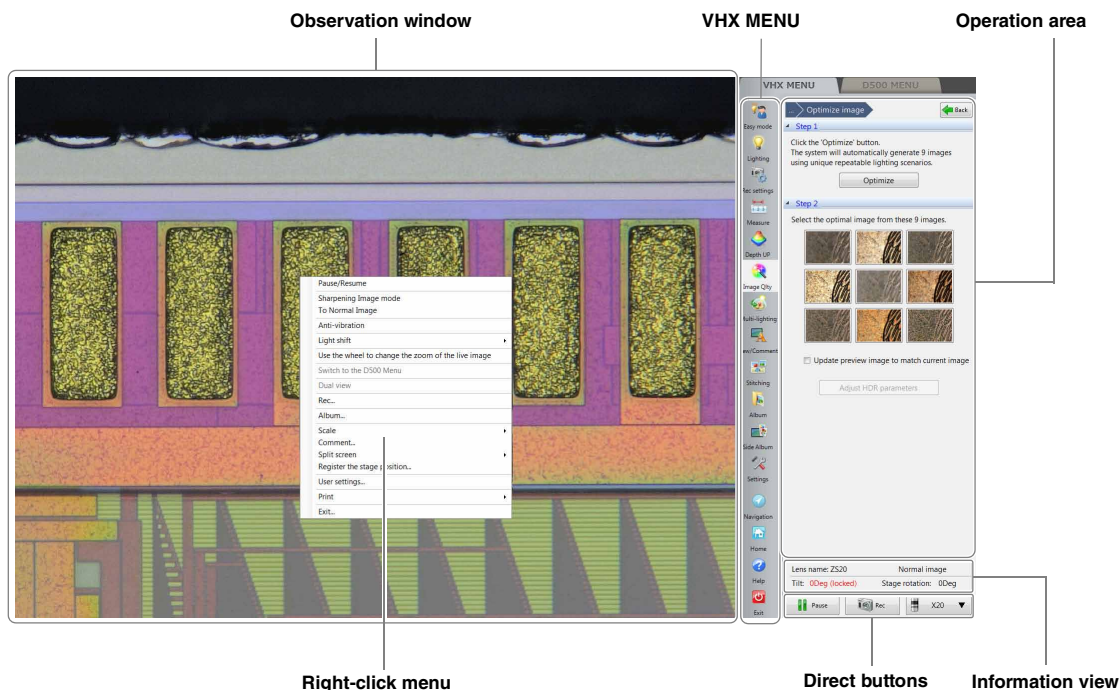 Observation window
VHX MENU
Operation area
VHX MENU
D500 MENU
Easy mode
Lighting
Rec settings
Measure
Depth UP
Image Qlty
Multi-lighting
ew/Comment
Stitching
Album
Side Album
Settings
Navigation
Home
Help
Exit
... Optimize image
Back
Step 1
Click the 'Optimize' button.
The system will automatically generate 9 images
using unique repeatable lighting scenarios.
Optimize
Step 2
Select the optimal image from these 9 images.
Update preview image to match current image
Adjust HDR parameters
Pause/Resume
Sharpening Image mode
To Normal Image
Anti-vibration
Light shift
Use the wheel to change the zoom of the live image
Switch to the D500 Menu
Dual view
Rec...
Album...
Scale
Comment...
Split screen
Register the stage position...
User settings...
Print
Exit...
Lens name: ZS20 Normal image
Tilt: 0Deg (locked) Stage rotation: 0Deg
Pause Rec X20
Right-click menu
Direct buttons
Information view